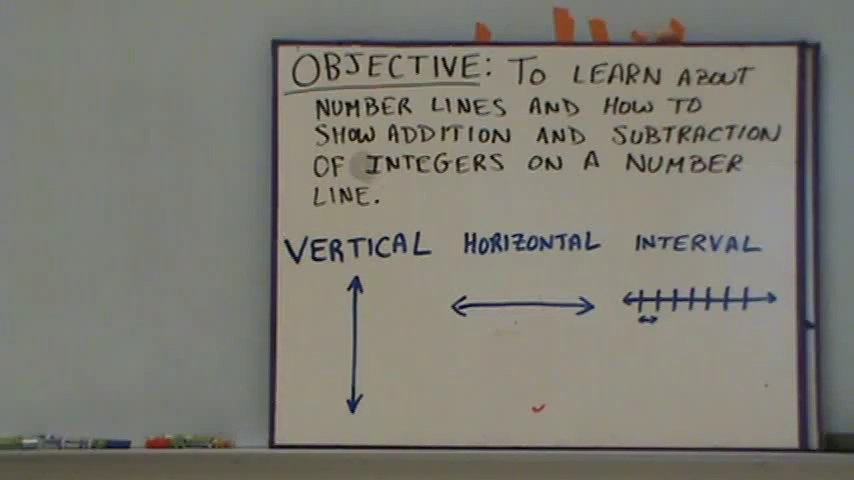 OBJECTIVE: TO LEARN ABOUT
NUMBER LINES AND HOW TO
SHOW ADDITION AND SUBTRACTION
OF INTEGERS ON A NUMBER
LINE.
VERTICAL HORIZONTAL INTERVAL